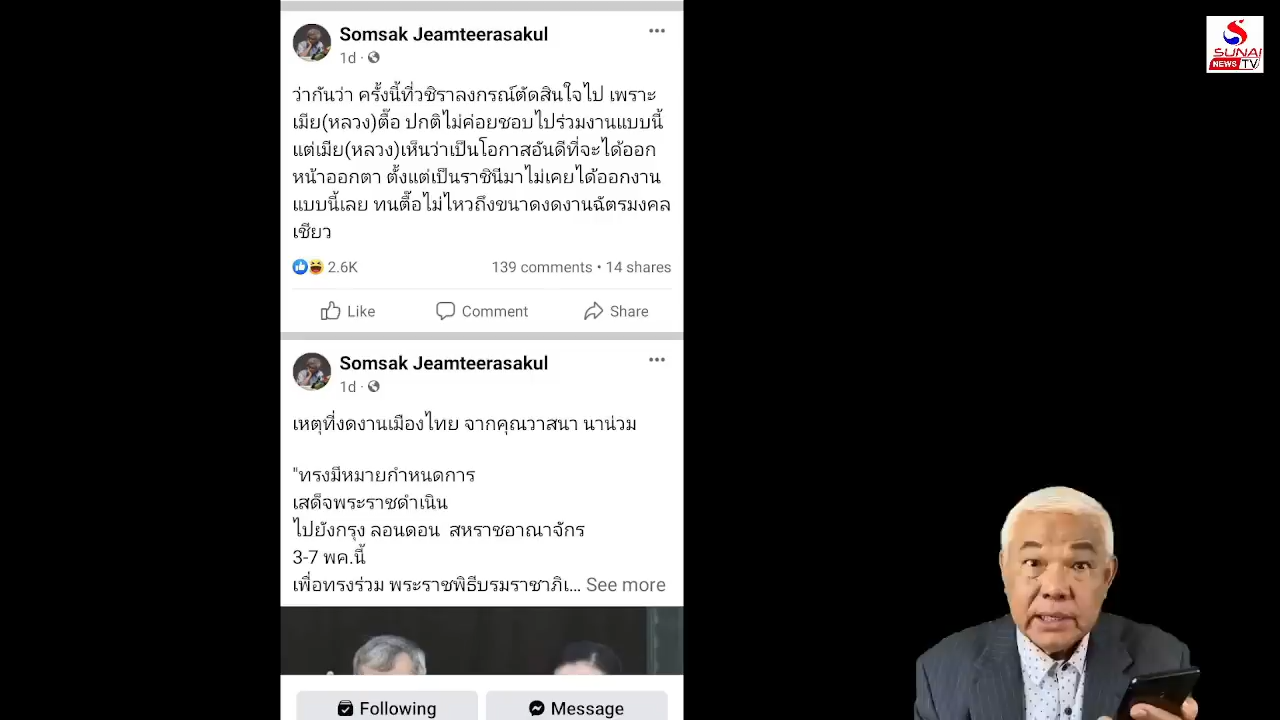 Somsak Jeamteerasakul
1d
ว่ากันว่า ครั้งนี้ที่วชิราลงกรณ์ตัดสินใจไป เพราะ
เมีย(หลวง)ตื๊อ ปกติไม่ค่อยชอบไปร่วมงานแบบนี้
แต่เมีย(หลวง)เห็นว่าเป็นโอกาสอันดีที่จะได้ออก
หน้าออกตา ตั้งแต่เป็นราชินีมาไม่เคยได้ออกงาน
แบบนี้เลย ทนตื๊อไม่ไหวถึงขนาดงดงานฉัตรมงคล
เชียว
2.6K 139 comments • 14 shares
Like Comment Share
Somsak Jeamteerasakul
1d
เหตุที่งดงานเมืองไทย จากคุณวาสนา นาน่วม
"ทรงมีหมายกำหนดการ
เสด็จพระราชดำเนิน
ไปยังกรุง ลอนดอน สหราชอาณาจักร
3-7 พค.นี้
เพื่อทรงร่วม พระราชพิธีบรมราชาภิเ... See more
Following Message
SUNAI
NEWS TV